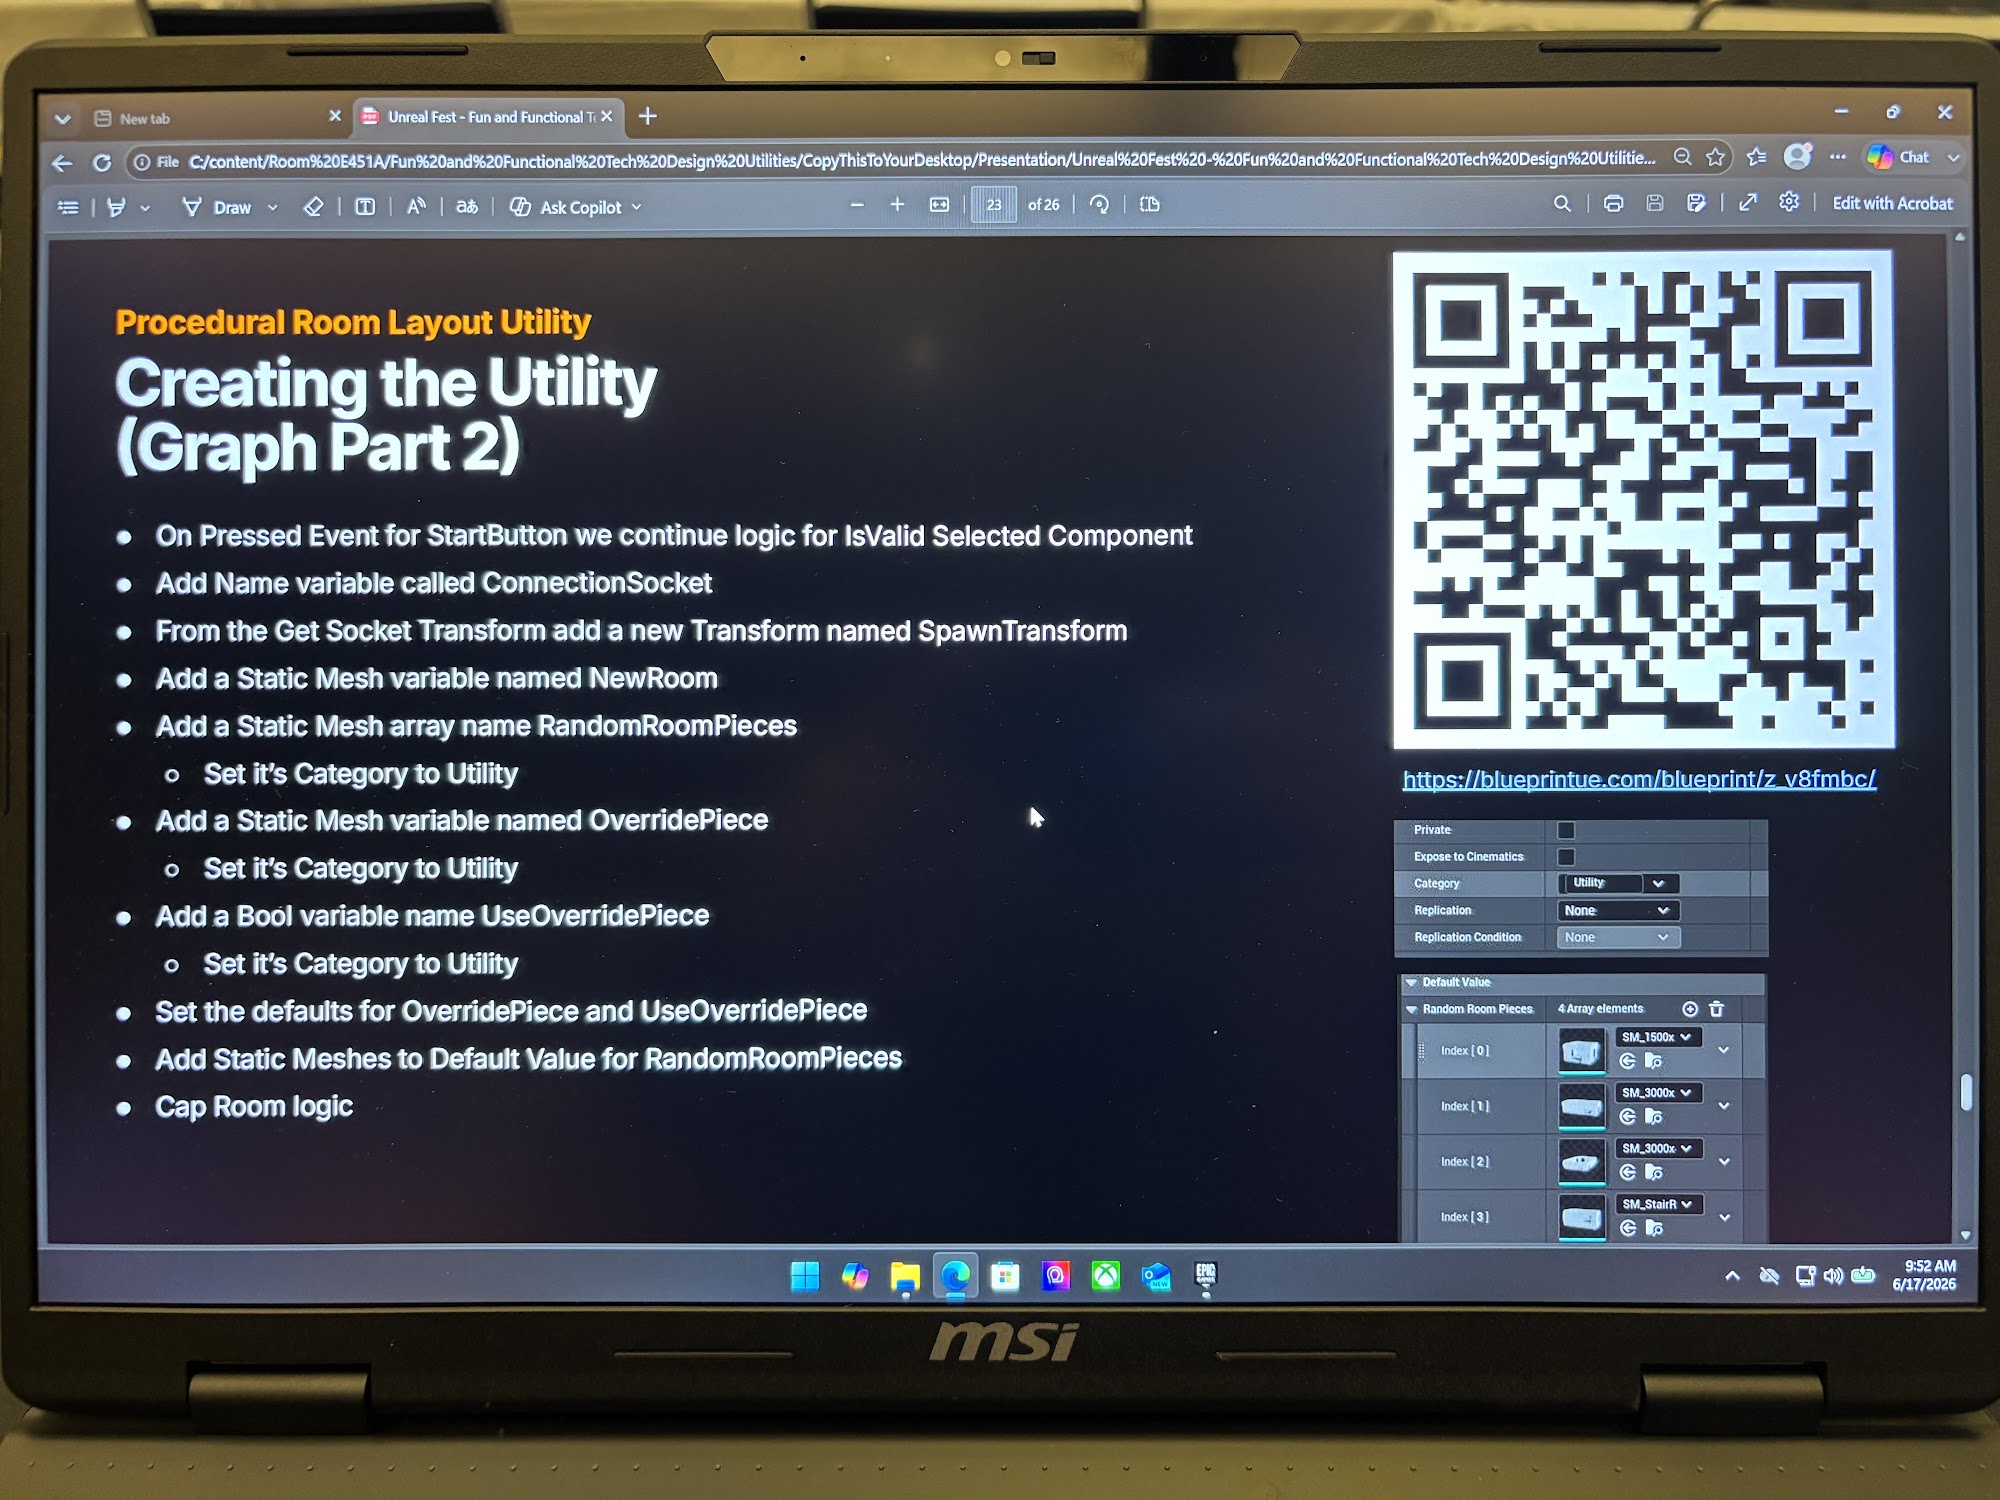 New tab
Unreal Fest - Fun and Functional Te
File
C:/content/Room%20E451A/Fun%20and%20Functional%20Tech%20Design%20Utilities/CopyThisToYourDesktop/Presentation/Unreal%20Fest%20-%20Fun%20and%20Functional%20Tech%20Design%20Utilitie...
Chat
Draw
Ask Copilot
23 of 26
Edit with Acrobat
Procedural Room Layout Utility
Creating the Utility
(Graph Part 2)
● On Pressed Event for StartButton we continue logic for IsValid Selected Component
● Add Name variable called ConnectionSocket
● From the Get Socket Transform add a new Transform named SpawnTransform
● Add a Static Mesh variable named NewRoom
● Add a Static Mesh array name RandomRoomPieces
○ Set it's Category to Utility
● Add a Static Mesh variable named OverridePiece
○ Set it's Category to Utility
● Add a Bool variable name UseOverridePiece
○ Set it's Category to Utility
● Set the defaults for OverridePiece and UseOverridePiece
● Add Static Meshes to Default Value for RandomRoomPieces
● Cap Room logic
https://blueprintue.com/blueprint/z_v8fmbc/
Private
Expose to Cinematics
Category Utility
Replication None
Replication Condition None
Default Value
Random Room Pieces 4 Array elements
Index [ 0 ] SM_1500x
Index [ 1 ] SM_3000x
Index [ 2 ] SM_3000x
Index [ 3 ] SM_StairR
NEW
EPIC GAMES
9:52 AM
6/17/2026
msi